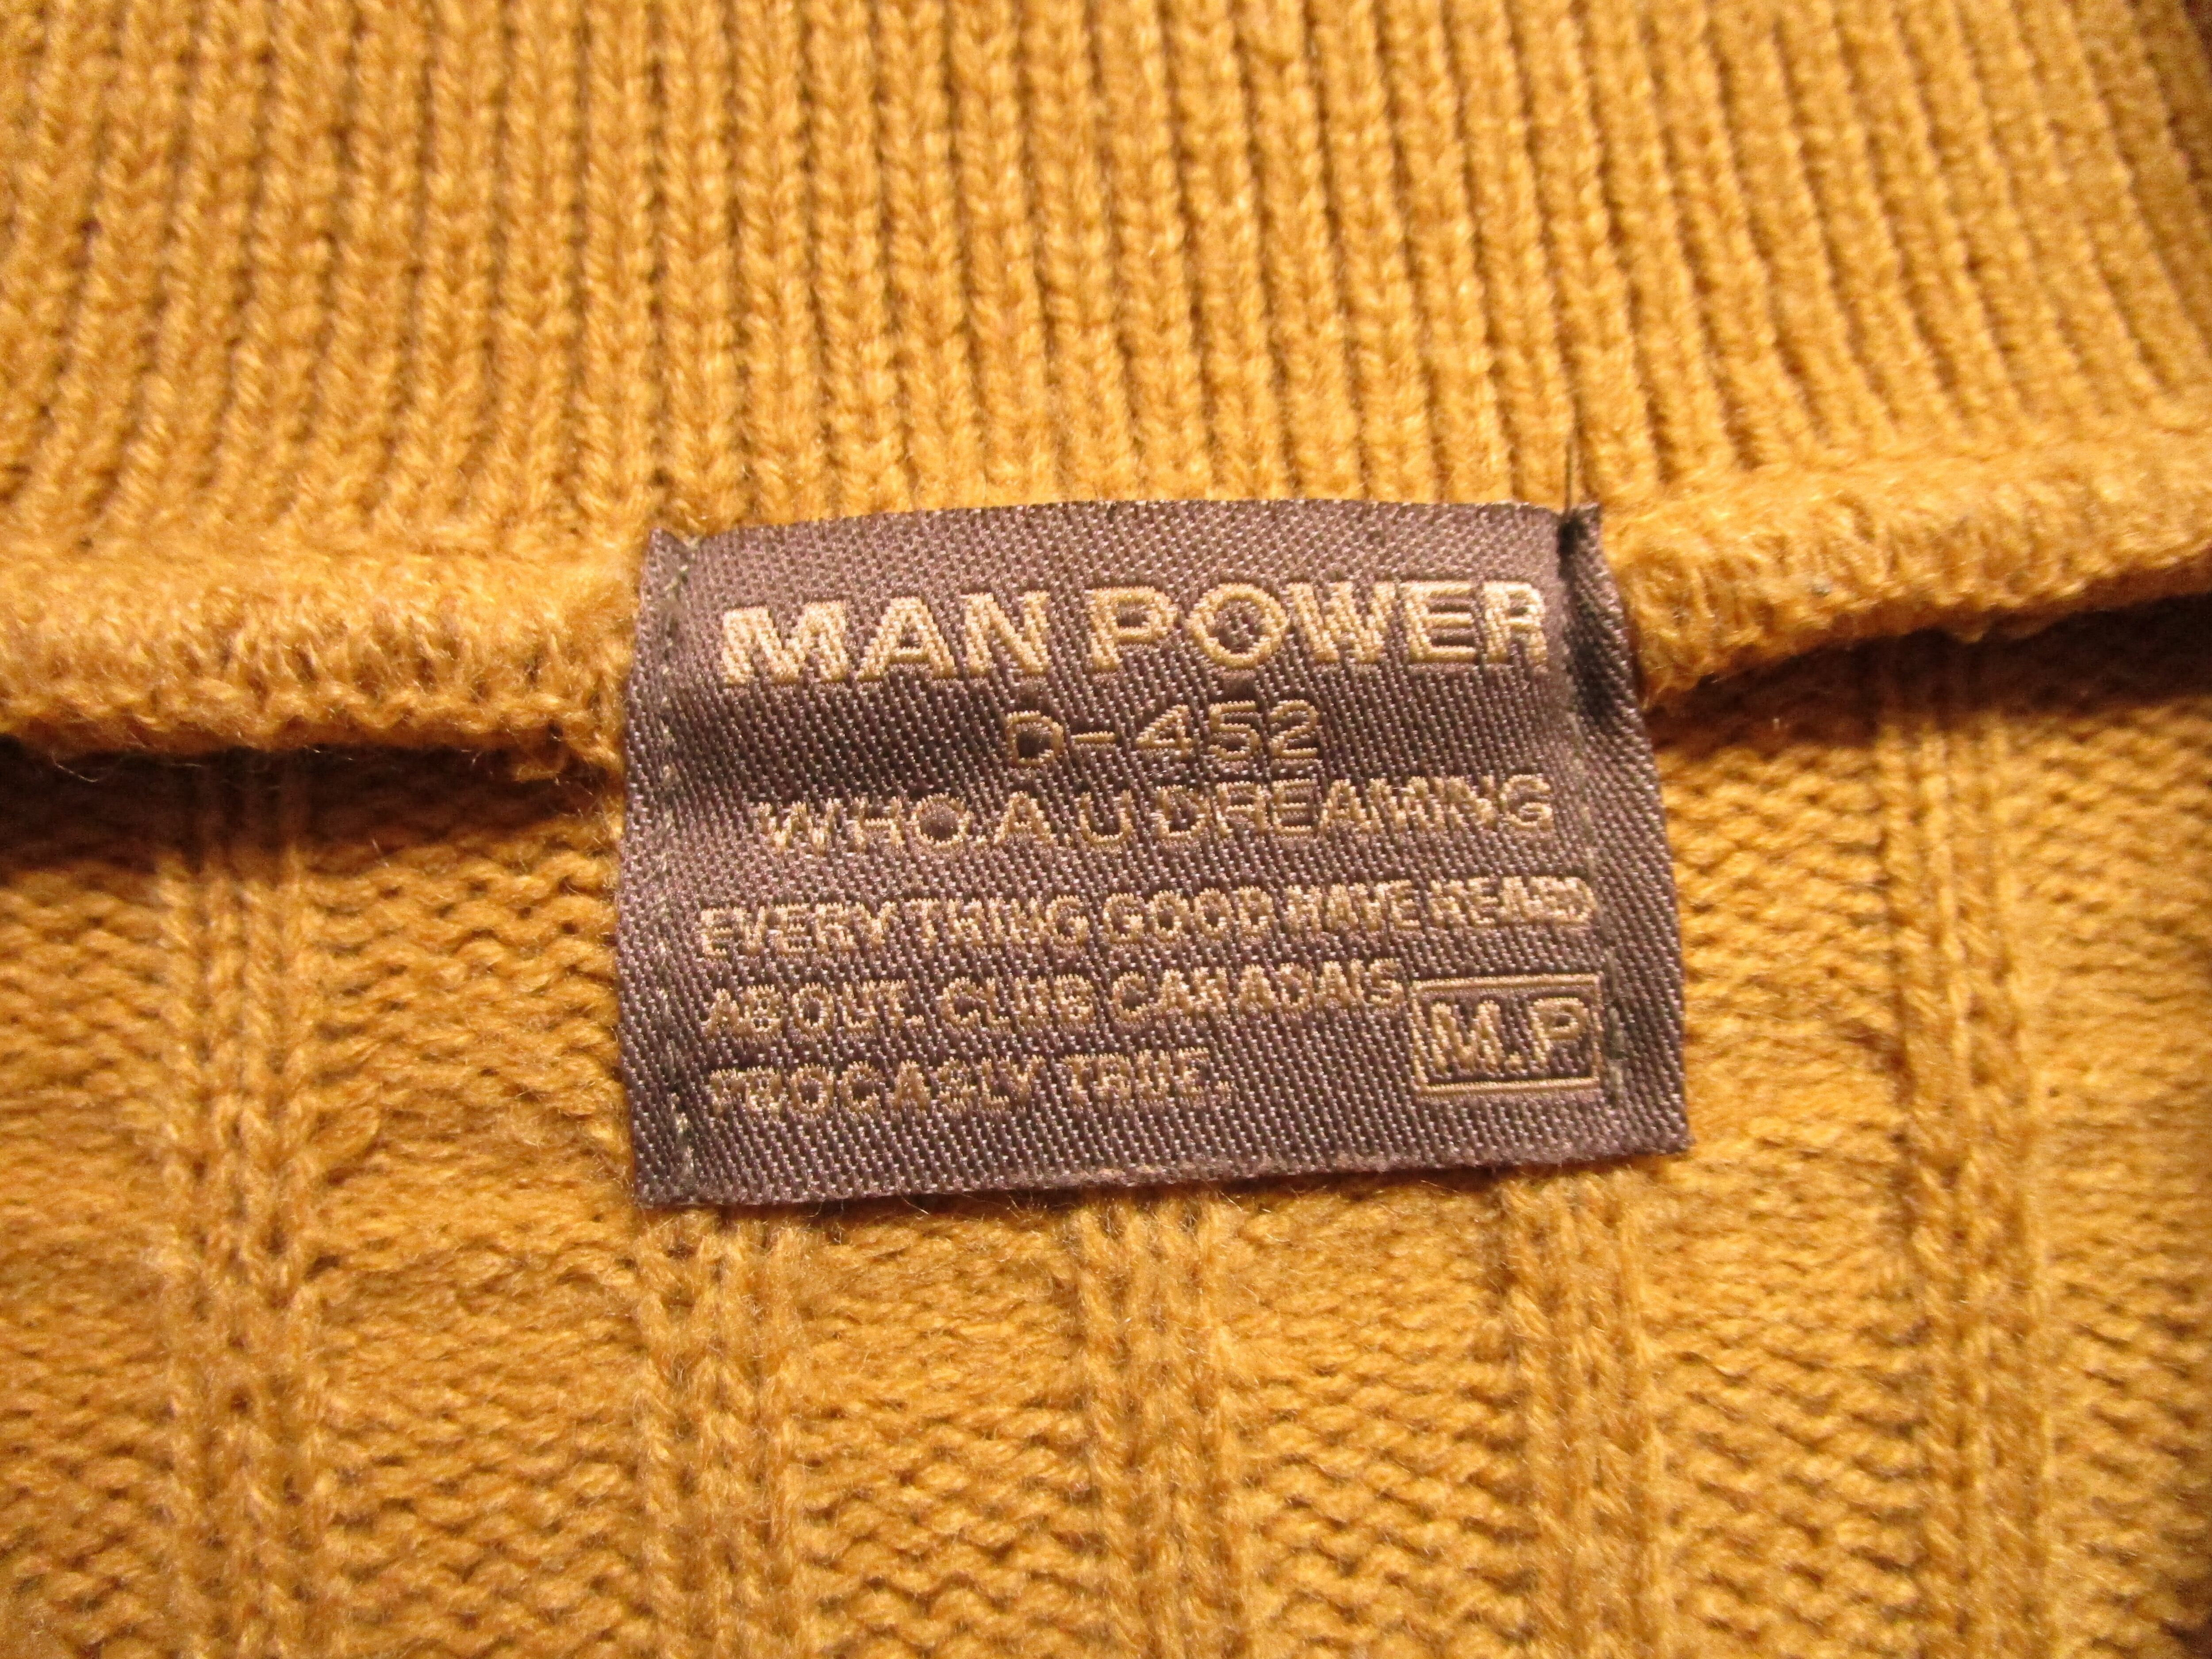 MAN POWER
D-452
WHO.A.U DREAMING
EVERY THING GOOD HAVE HEARD
ABOUT. CLUB CANADAIS
PROCASLY TRUE.
M.P